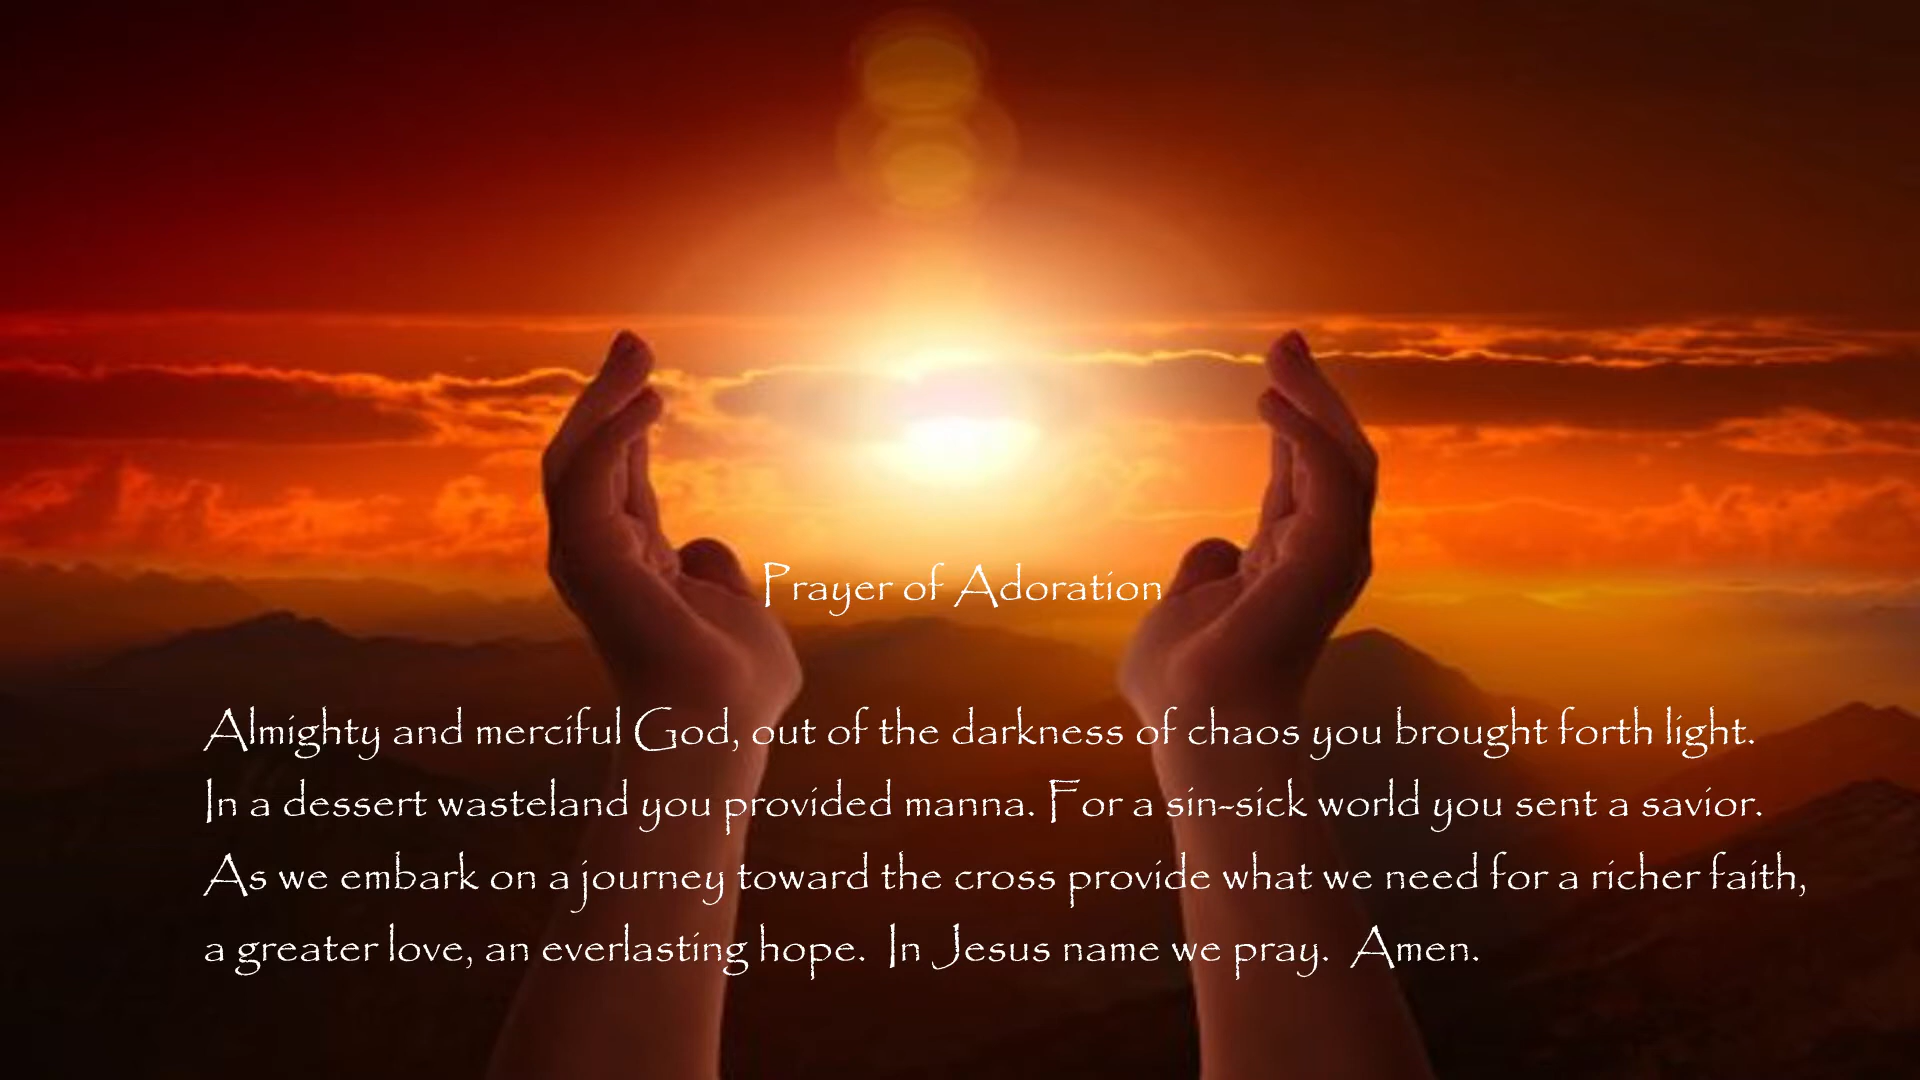 Prayer of Adoration
Almighty and merciful God, out of the darkness of chaos you brought forth light.
In a dessert wasteland you provided manna. For a sin-sick world you sent a savior.
As we embark on a journey toward the cross provide what we need for a richer faith,
a greater love, an everlasting hope.  In Jesus name we pray.  Amen.